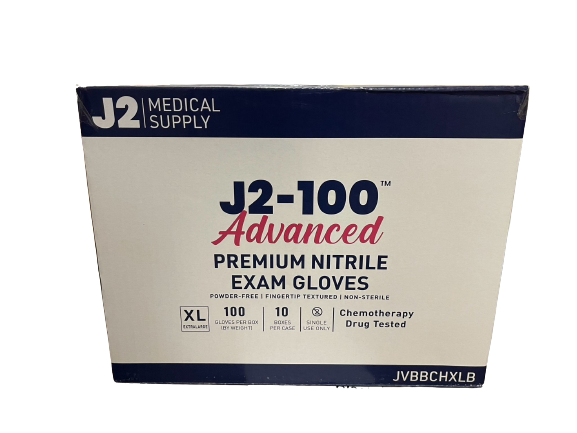 J2 MEDICAL
SUPPLY
J2-100™
Advanced
PREMIUM NITRILE
EXAM GLOVES
POWDER-FREE | FINGERTIP TEXTURED | NON-STERILE
XL
EXTRA LARGE
100
GLOVES PER BOX
(BY WEIGHT)
10
BOXES
PER CASE
SINGLE
USE ONLY
Chemotherapy
Drug Tested
JVBBCHXLB